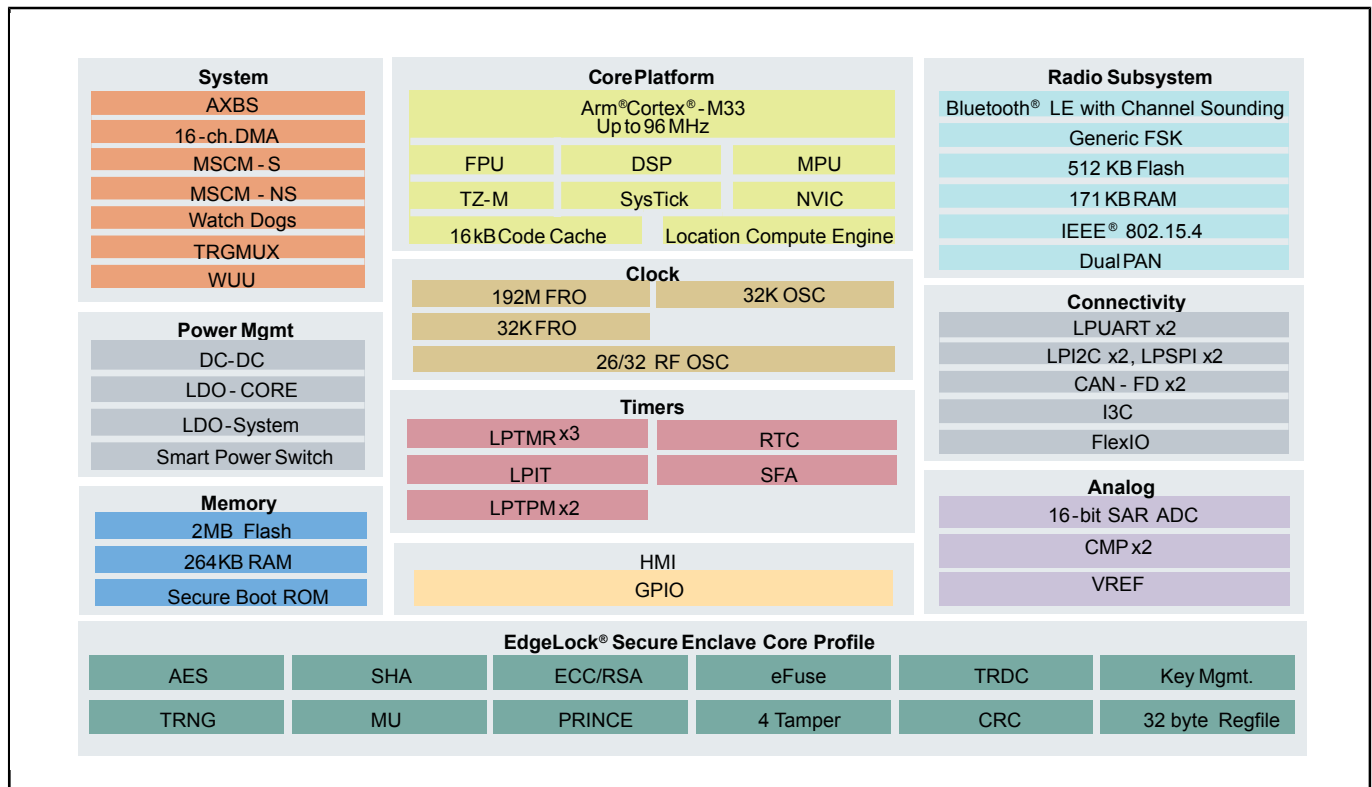 System
AXBS
16-ch.DMA
MSCM-S
MSCM-NS
Watch Dogs
TRGMUX
WUU
Power Mgmt
DC-DC
LDO-CORE
LDO-System
Smart Power Switch
Memory
2MB Flash
264KB RAM
Secure Boot ROM
Core Platform
Arm®Cortex®-M33
Up to 96 MHz
FPU DSP MPU
TZ-M SysTick NVIC
16kB Code Cache Location Compute Engine
Clock
192M FRO 32K OSC
32K FRO
26/32 RF OSC
Timers
LPTMR x3 RTC
LPIT SFA
LPTPM x2
HMI
GPIO
Radio Subsystem
Bluetooth® LE with Channel Sounding
Generic FSK
512 KB Flash
171 KB RAM
IEEE® 802.15.4
Dual PAN
Connectivity
LPUART x2
LPI2C x2, LPSPI x2
CAN-FD x2
I3C
FlexIO
Analog
16-bit SAR ADC
CMP x2
VREF
EdgeLock® Secure Enclave Core Profile
AES SHA ECC/RSA eFuse TRDC Key Mgmt.
TRNG MU PRINCE 4 Tamper CRC 32 byte Regfile